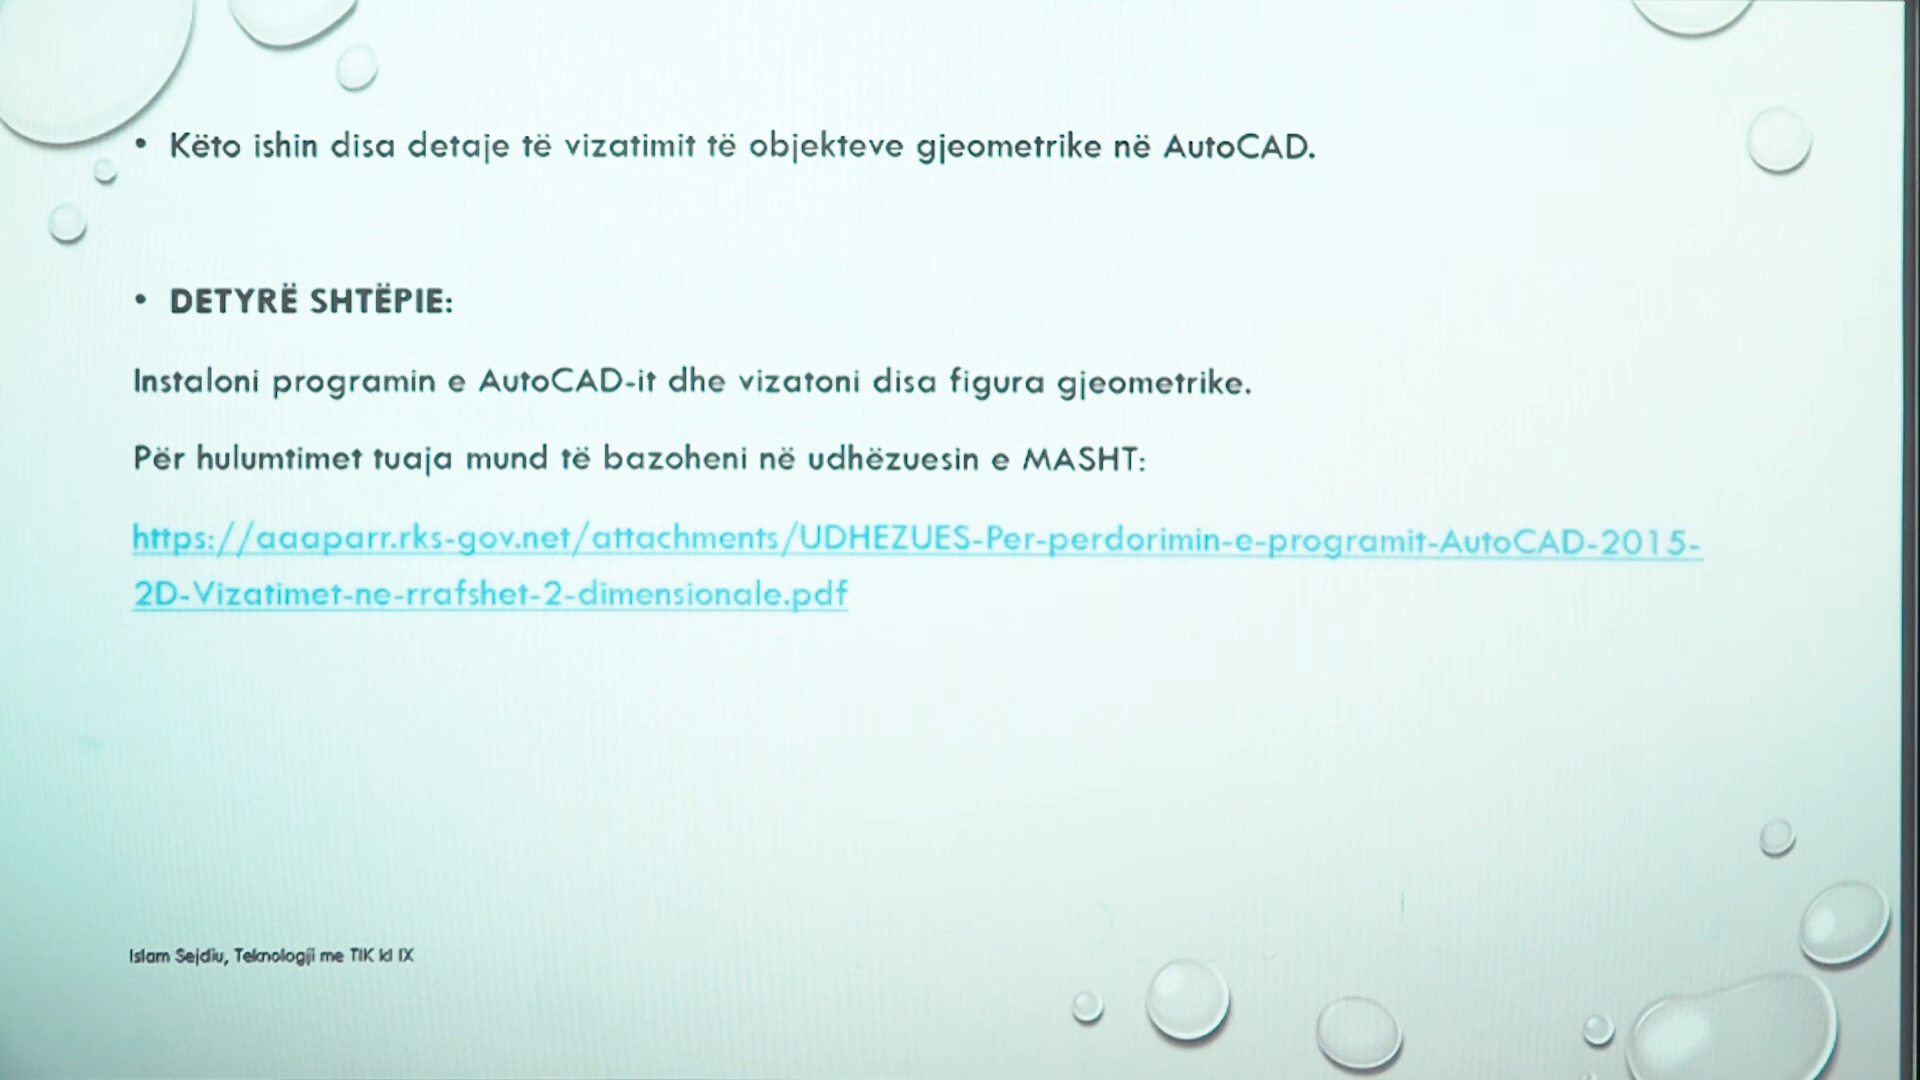 • Këto ishin disa detaje të vizatimit të objekteve gjeometrike në AutoCAD.
• DETYRË SHTËPIE:
Instaloni programin e AutoCAD-it dhe vizatoni disa figura gjeometrike.
Për hulumtimet tuaja mund të bazoheni në udhëzuesin e MASHT:
https://aaaparr.rks-gov.net/attachments/UDHEZUES-Per-perdorimin-e-programit-AutoCAD-2015-
2D-Vizatimet-ne-rrafshet-2-dimensionale.pdf
Islam Sejdiu, Teknologji me TIK kl IX